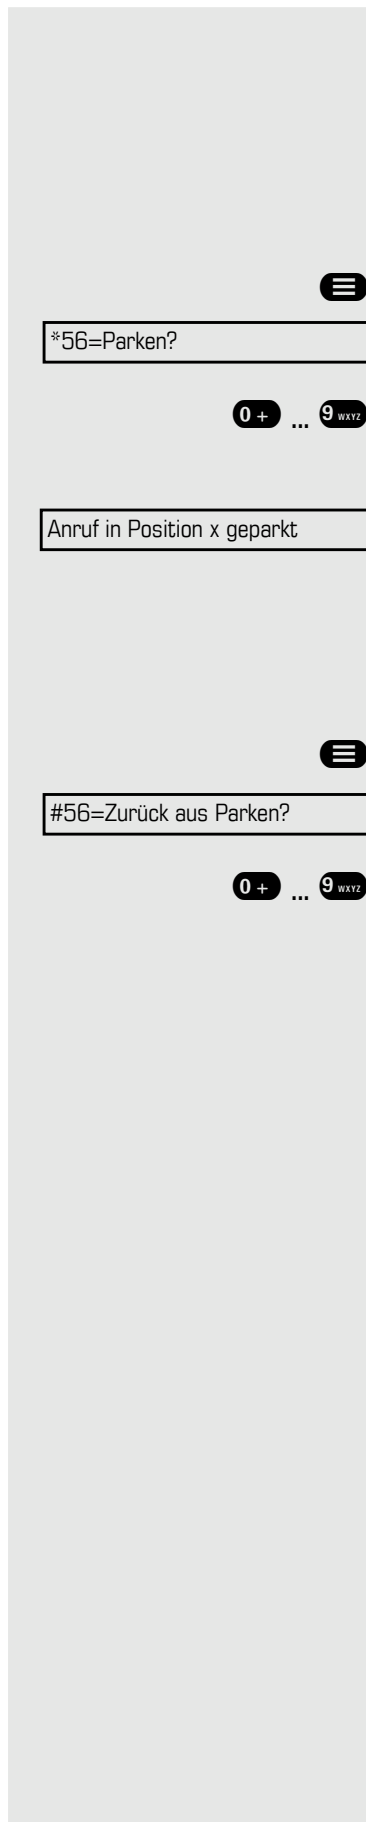 *56=Parken?
0 + ... 9 WXYZ
Anruf in Position x geparkt
#56=Zurück aus Parken?
0 + ... 9 WXYZ